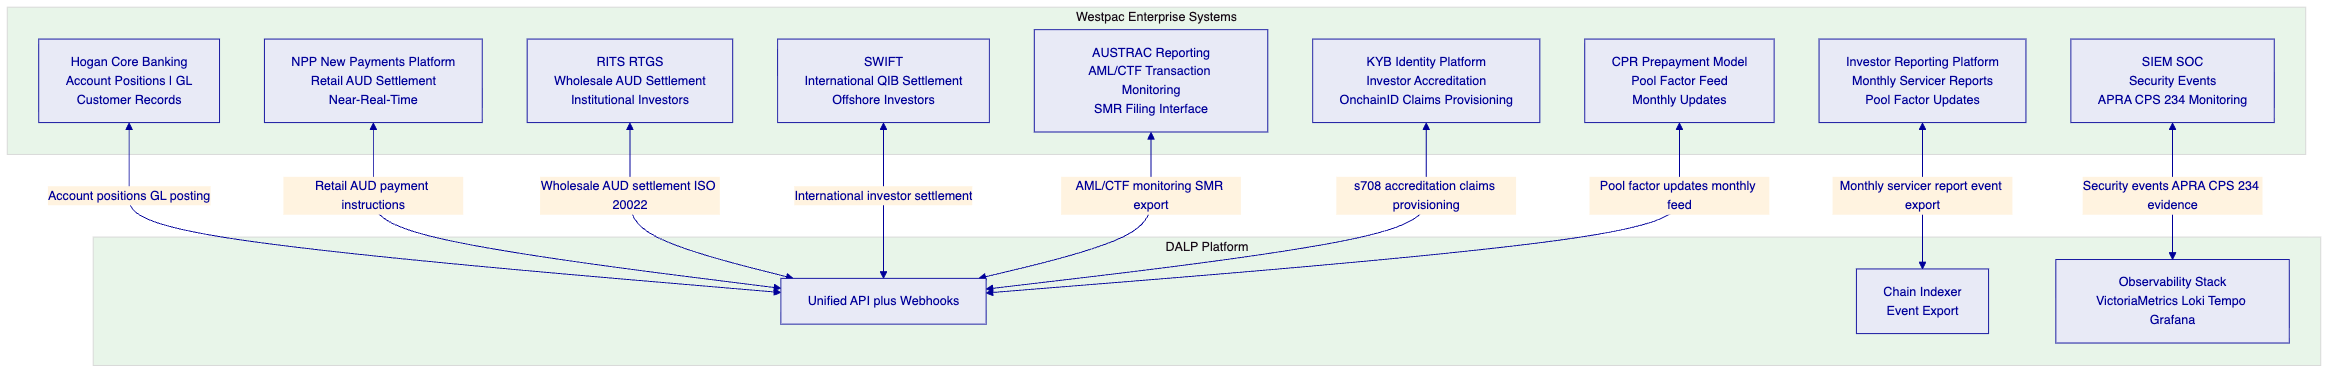 Westpac Enterprise Systems
Hogan Core Banking
Account Positions | GL
Customer Records
NPP New Payments Platform
Retail AUD Settlement
Near-Real-Time
RITS RTGS
Wholesale AUD Settlement
Institutional Investors
SWIFT
International QIB Settlement
Offshore Investors
AUSTRAC Reporting
AML/CTF Transaction
Monitoring
SMR Filing Interface
KYB Identity Platform
Investor Accreditation
OnchainID Claims Provisioning
CPR Prepayment Model
Pool Factor Feed
Monthly Updates
Investor Reporting Platform
Monthly Servicer Reports
Pool Factor Updates
SIEM SOC
Security Events
APRA CPS 234 Monitoring
Account positions GL posting
Retail AUD payment
instructions
Wholesale AUD settlement ISO
20022
International investor settlement
AML/CTF monitoring SMR
export
s708 accreditation claims
provisioning
Pool factor updates monthly
feed
Monthly servicer report event
export
Security events APRA CPS 234
evidence
DALP Platform
Unified API plus Webhooks
Chain Indexer
Event Export
Observability Stack
VictoriaMetrics Loki Tempo
Grafana